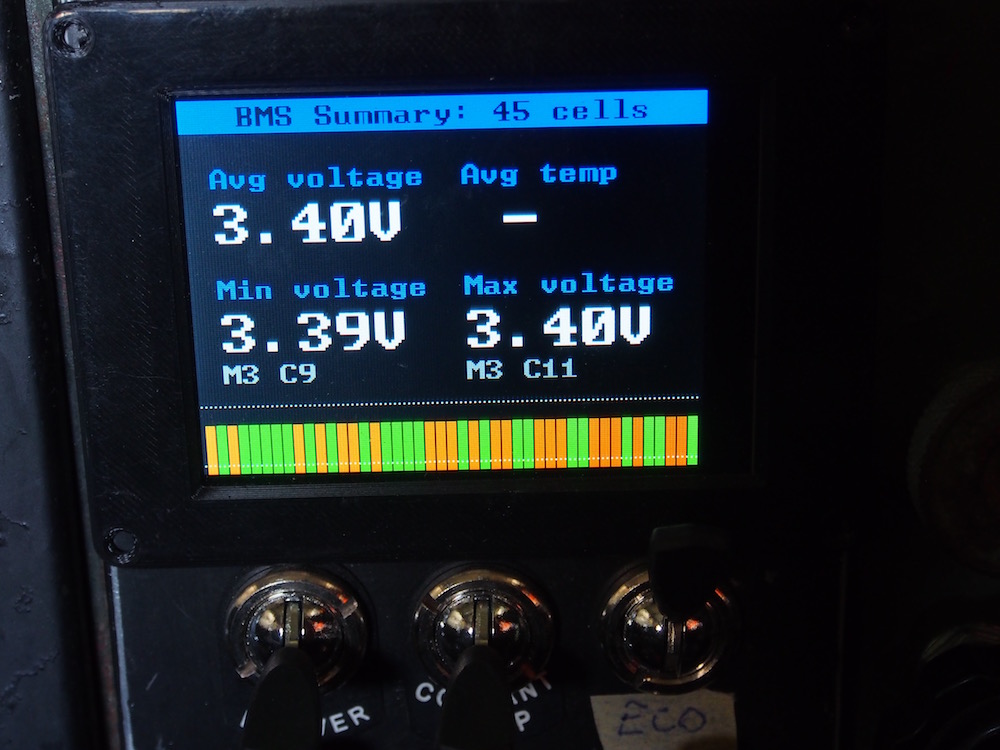 BMS Summary: 45 cells
Avg voltage Avg temp
3.40V -
Min voltage Max voltage
3.39V 3.40V
M3 C9 M3 C11
P
Eco